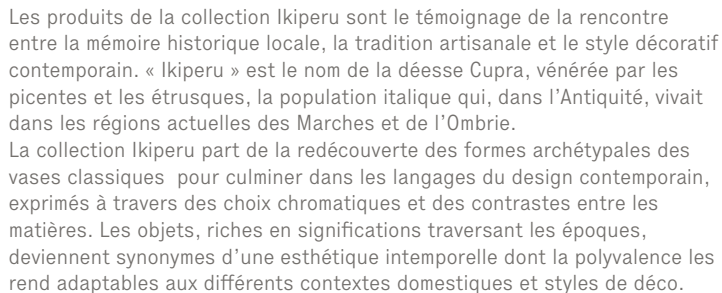 Les produits de la collection Ikiperu sont le témoignage de la rencontre
entre la mémoire historique locale, la tradition artisanale et le style décoratif
contemporain. « Ikiperu » est le nom de la déesse Cupra, vénérée par les
picentes et les étrusques, la population italique qui, dans l’Antiquité, vivait
dans les régions actuelles des Marches et de l’Ombrie.
La collection Ikiperu part de la redécouverte des formes archétypales des
vases classiques  pour culminer dans les langages du design contemporain,
exprimés à travers des choix chromatiques et des contrastes entre les
matières. Les objets, riches en significations traversant les époques,
deviennent synonymes d’une esthétique intemporelle dont la polyvalence les
rend adaptables aux différents contextes domestiques et styles de déco.